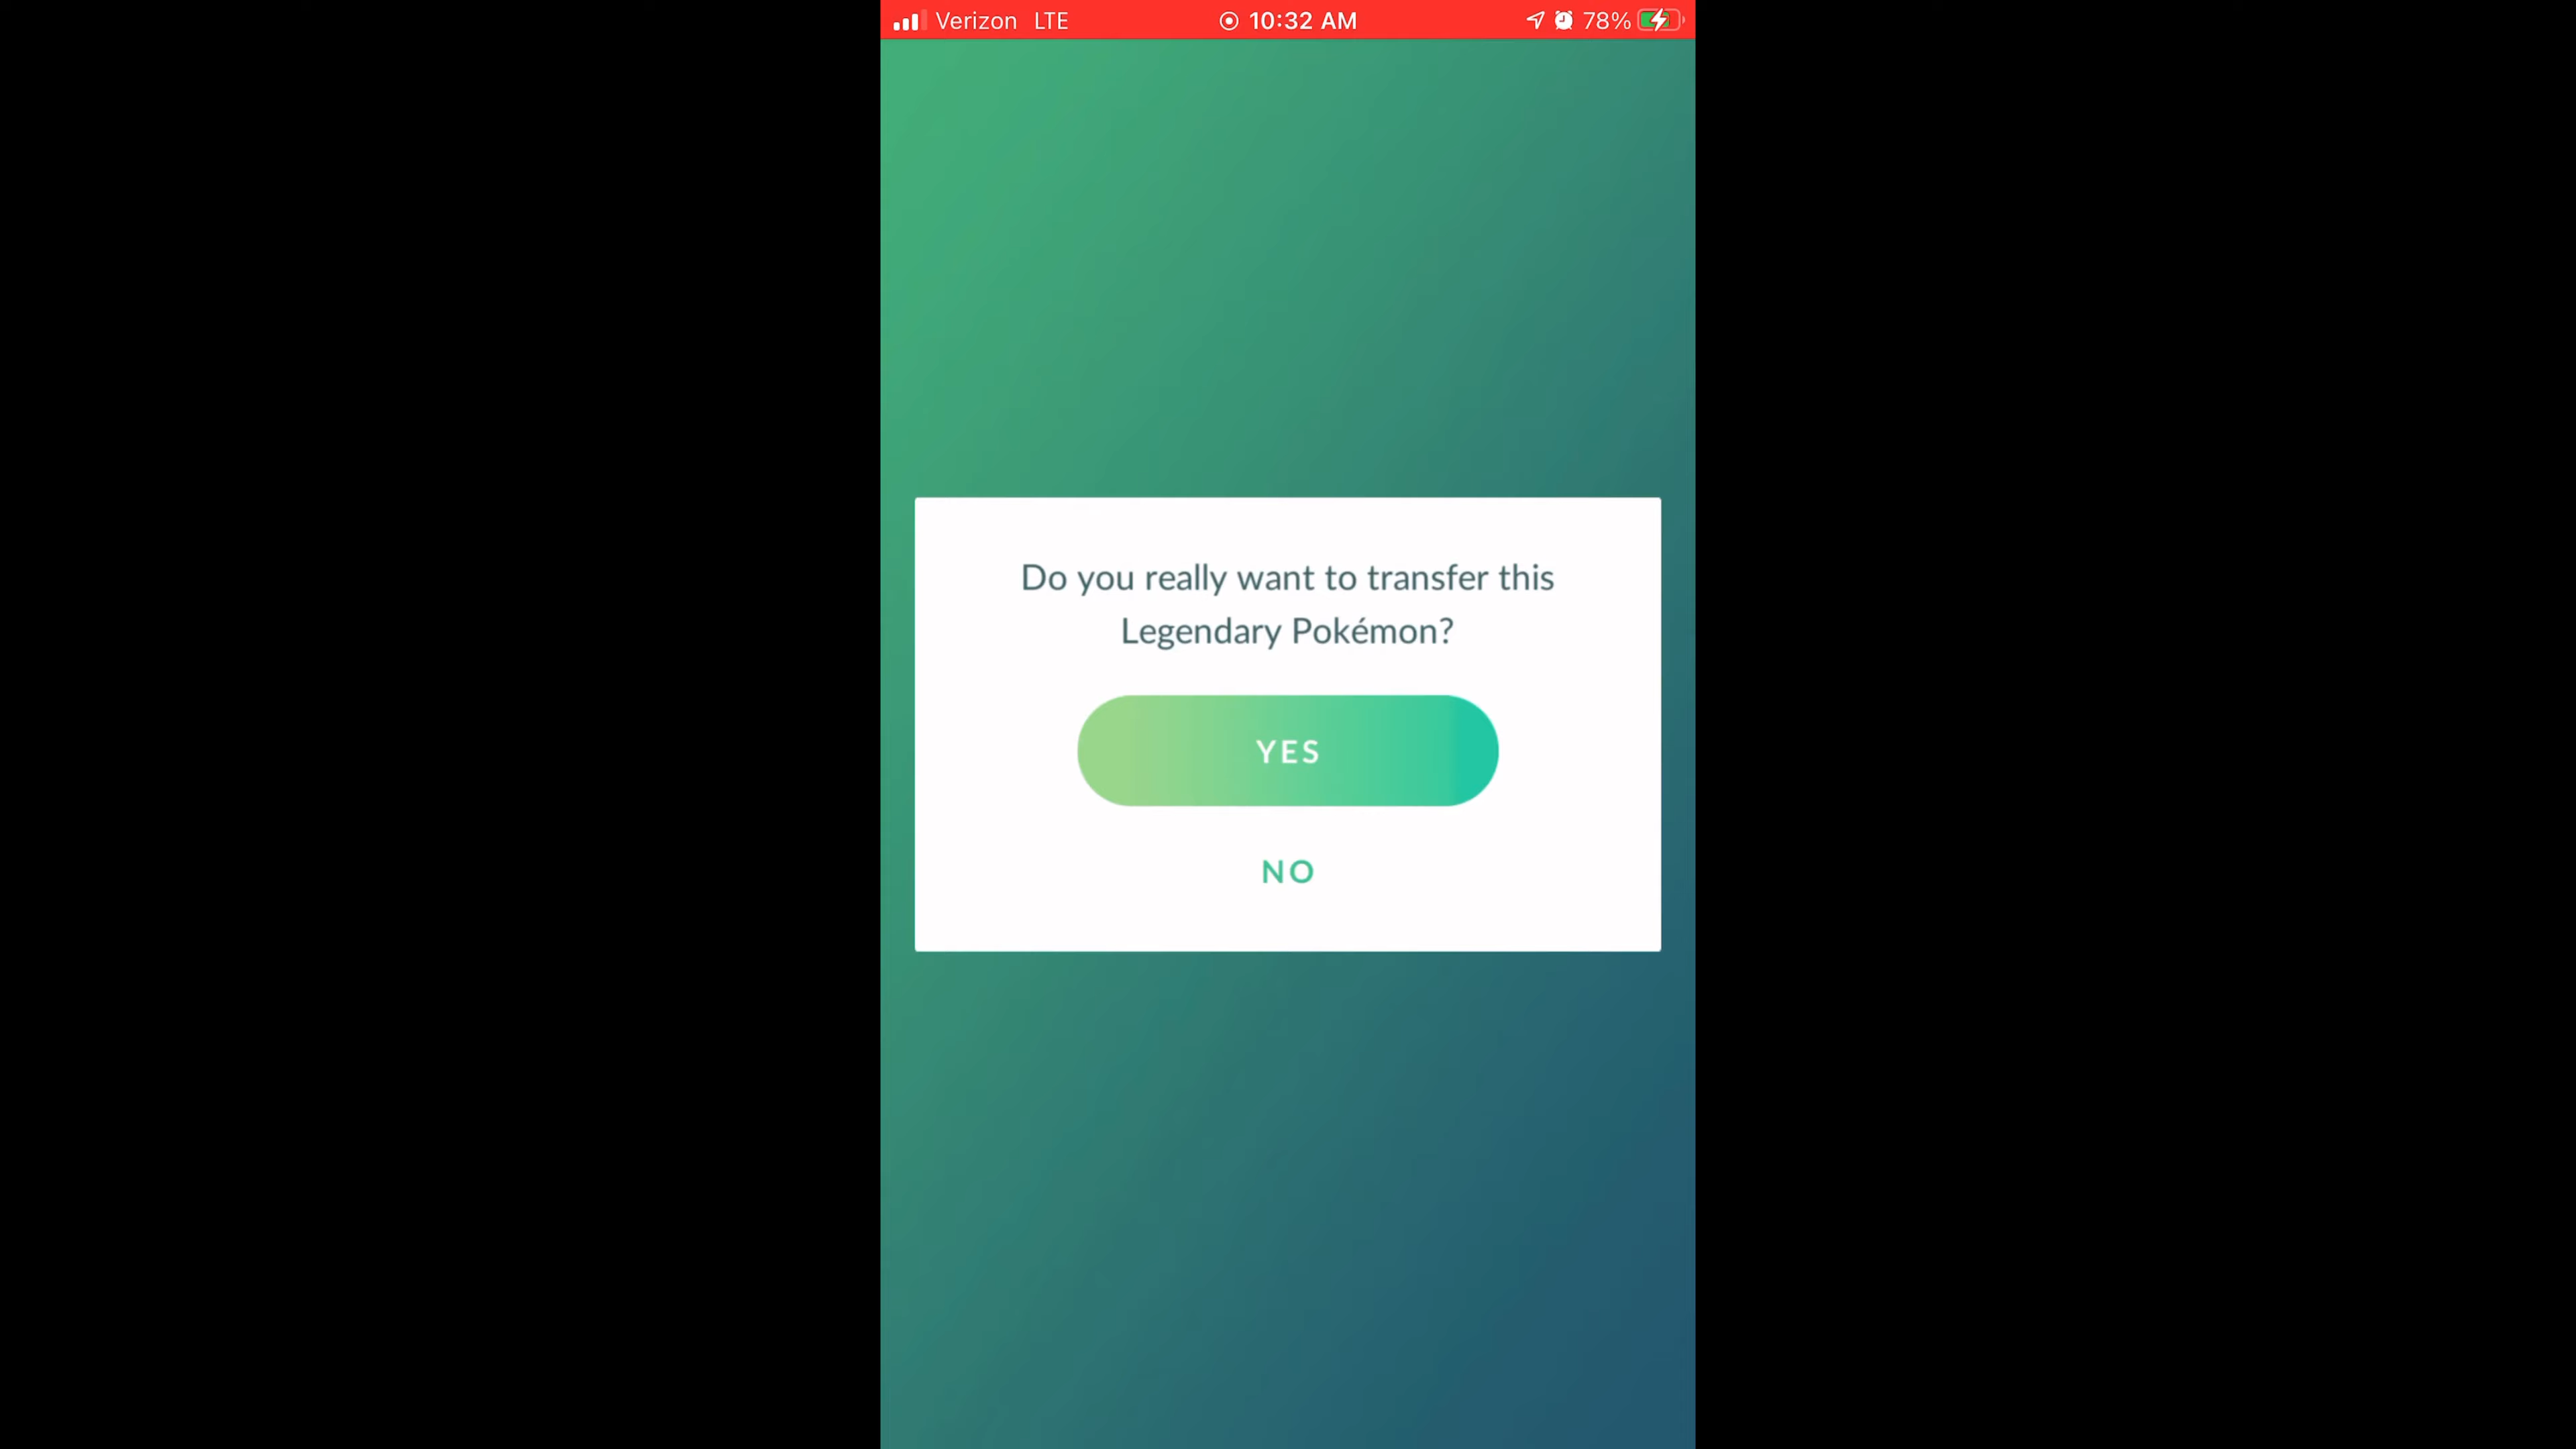 Verizon LTE 10:32 AM 78%
Do you really want to transfer this
Legendary Pokémon?
YES
NO